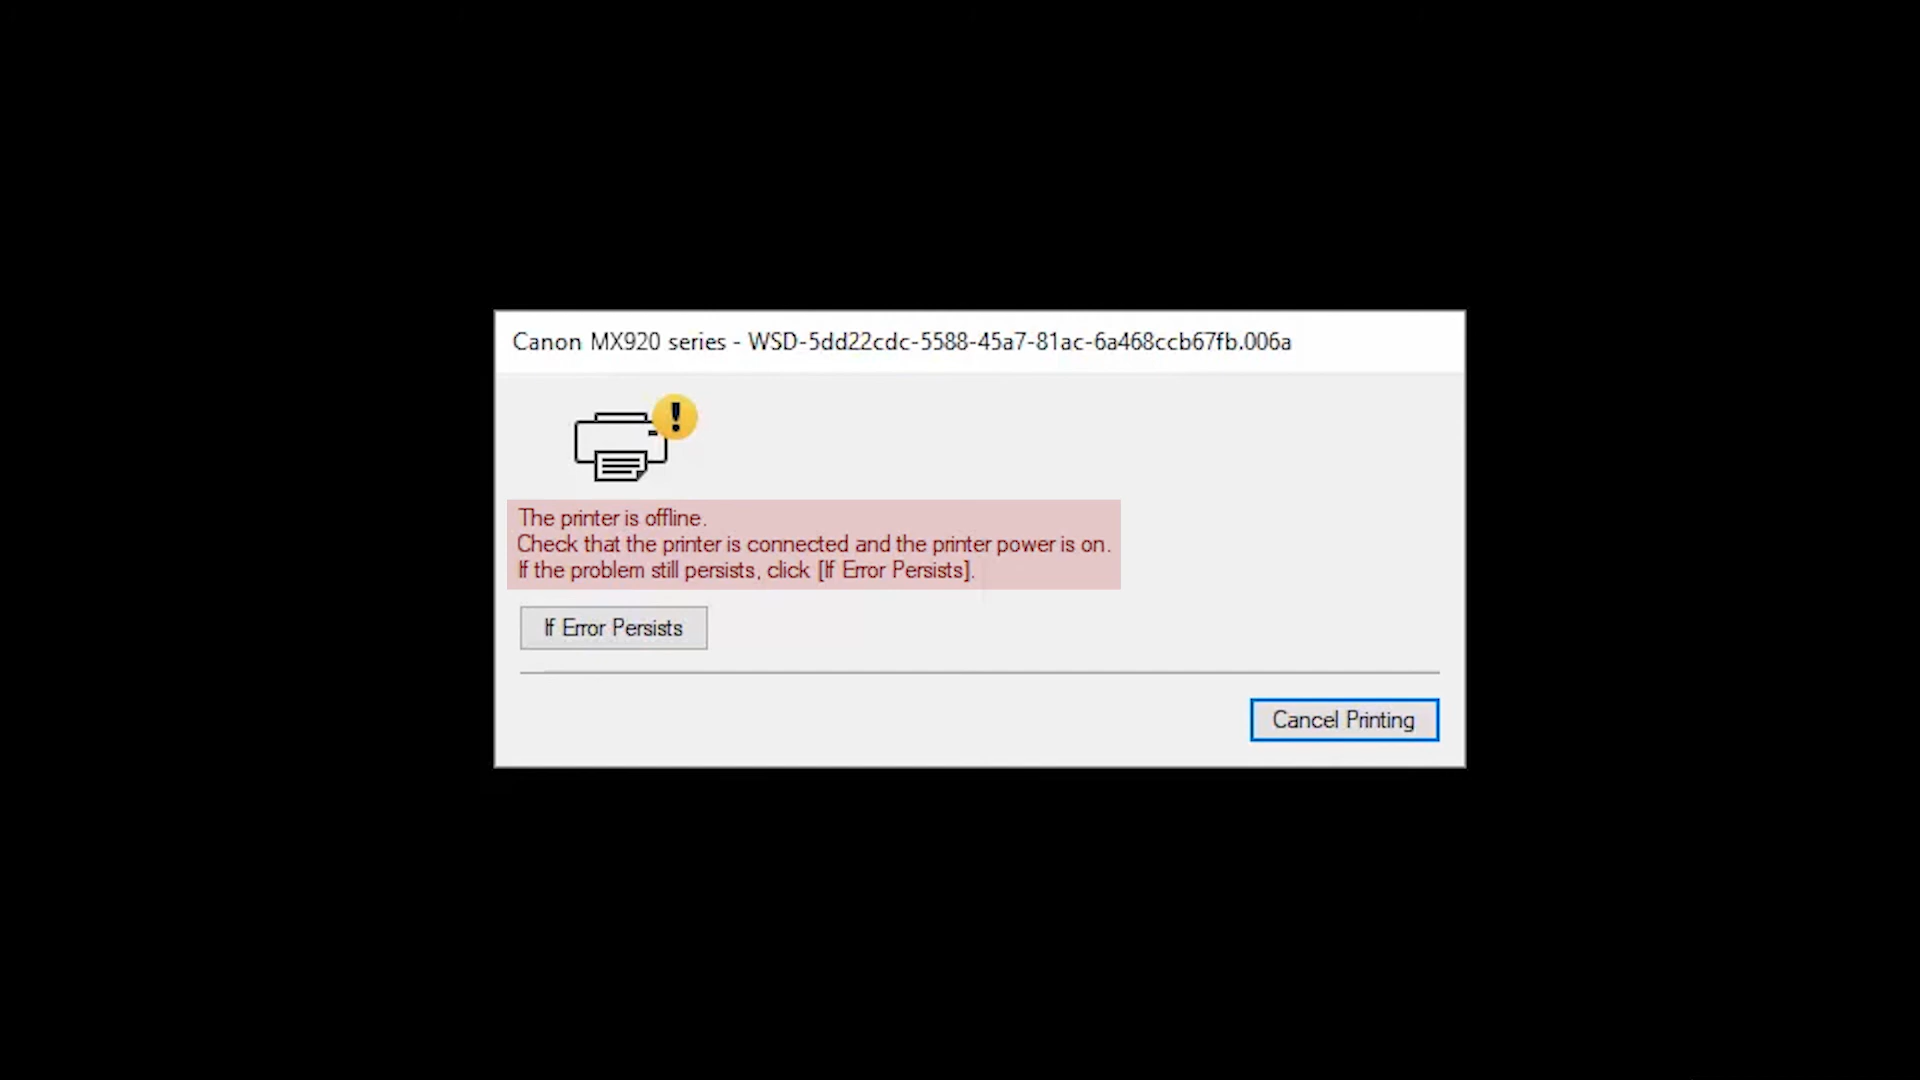 Canon MX920 series - WSD-5dd22cdc-5588-45a7-81ac-6a468ccb67fb.006a
The printer is offline.
Check that the printer is connected and the printer power is on.
If the problem still persists, click [If Error Persists].
If Error Persists
Cancel Printing